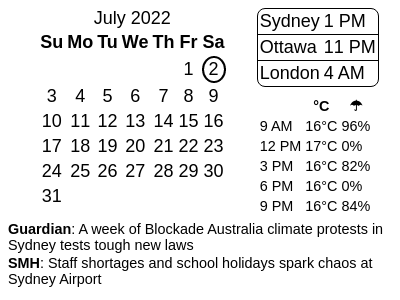 July 2022
Su Mo Tu We Th Fr Sa
1 2
3 4 5 6 7 8 9
10 11 12 13 14 15 16
17 18 19 20 21 22 23
24 25 26 27 28 29 30
31
Sydney 1 PM
Ottawa 11 PM
London 4 AM
°C ☂
9 AM 16°C 96%
12 PM 17°C 0%
3 PM 16°C 82%
6 PM 16°C 0%
9 PM 16°C 84%
Guardian: A week of Blockade Australia climate protests in
Sydney tests tough new laws
SMH: Staff shortages and school holidays spark chaos at
Sydney Airport